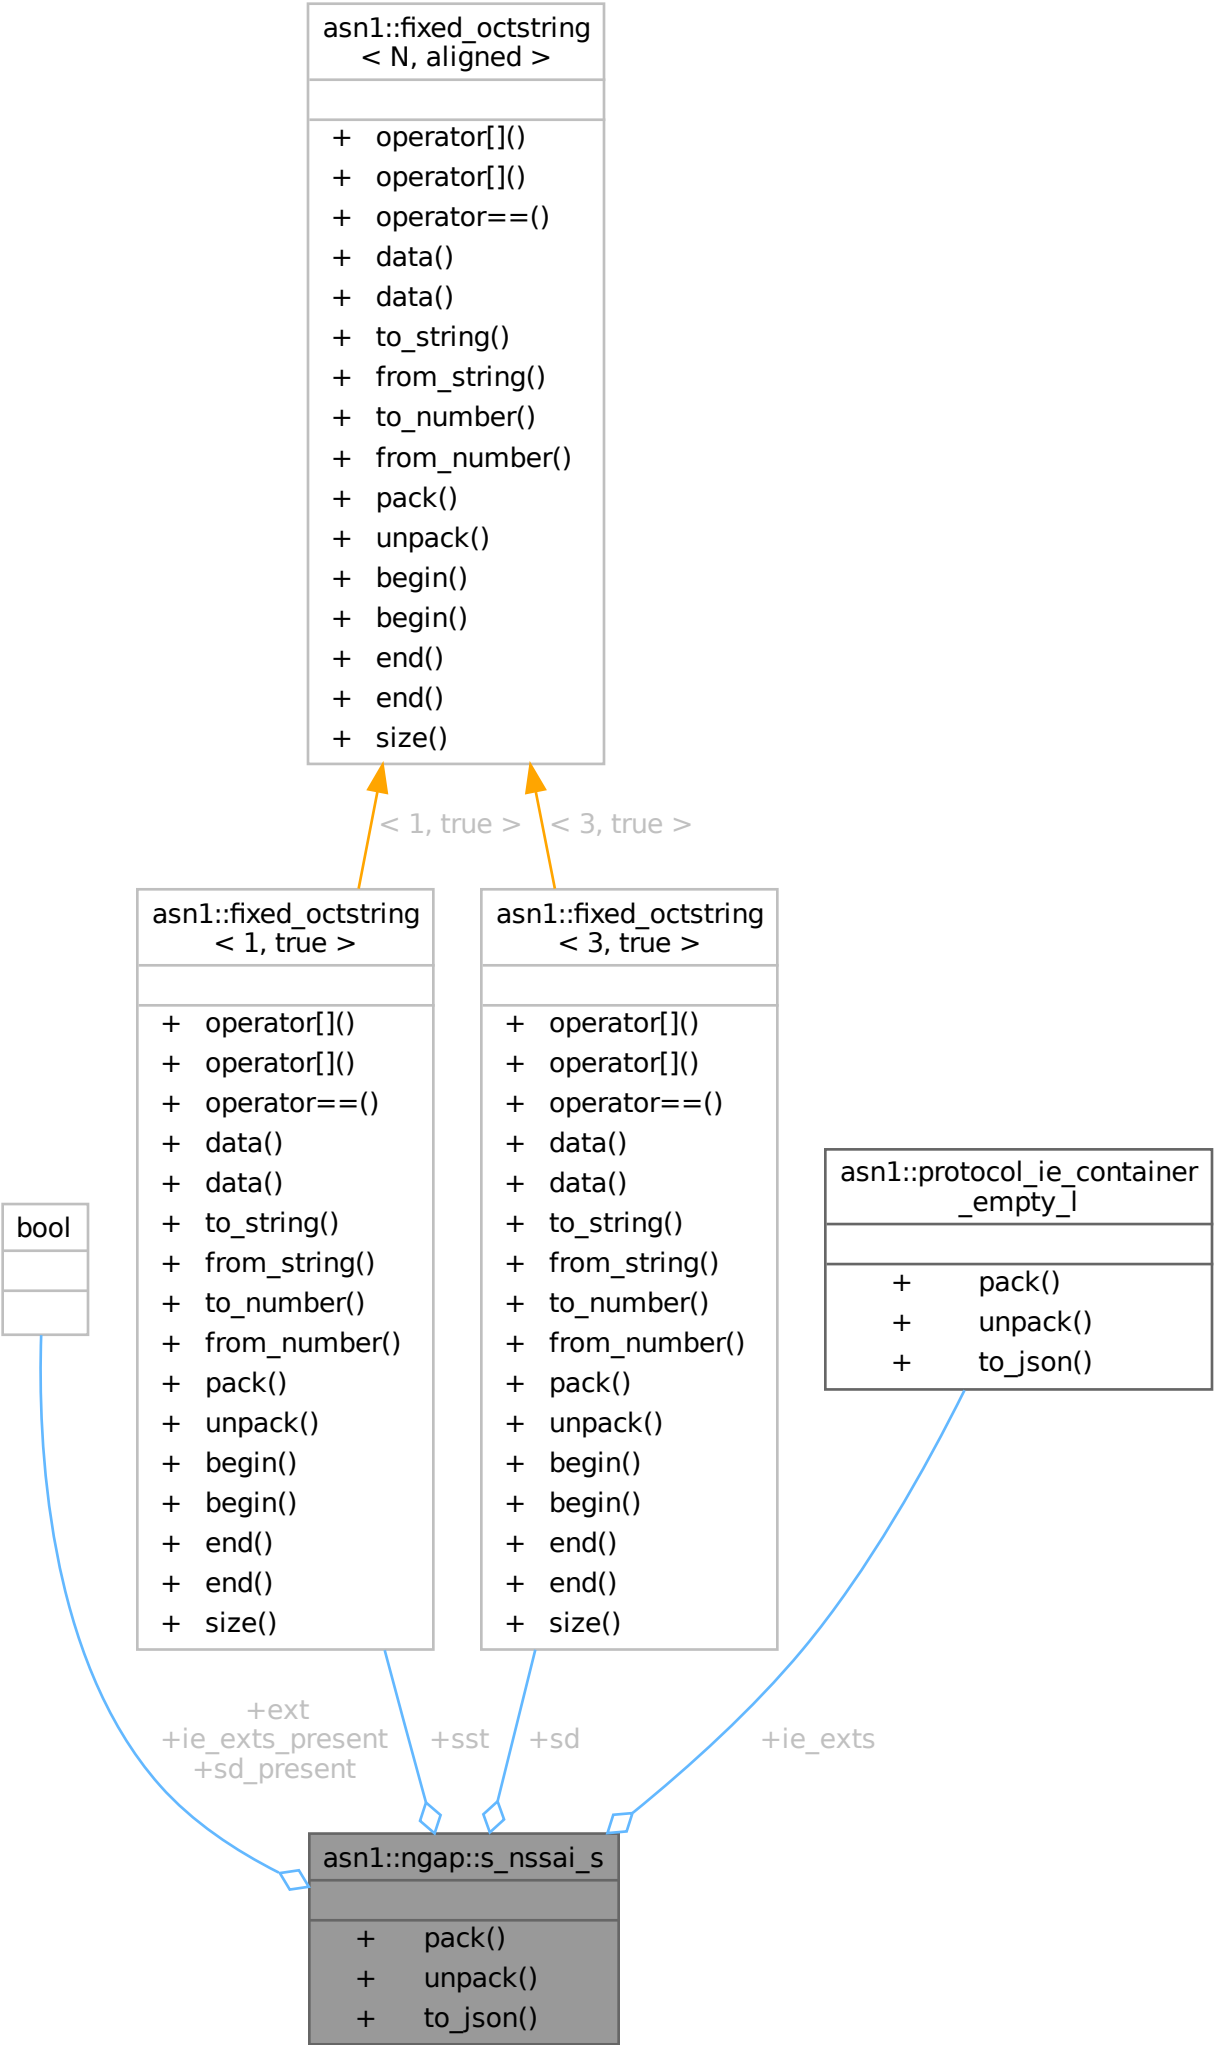 asn1::fixed_octstring
< N, aligned >
+ operator[]()
+ operator[]()
+ operator==()
+ data()
+ data()
+ to_string()
+ from_string()
+ to_number()
+ from_number()
+ pack()
+ unpack()
+ begin()
+ begin()
+ end()
+ end()
+ size()
< 1, true >
< 3, true >
asn1::fixed_octstring
< 1, true >
+ operator[]()
+ operator[]()
+ operator==()
+ data()
+ data()
+ to_string()
+ from_string()
+ to_number()
+ from_number()
+ pack()
+ unpack()
+ begin()
+ begin()
+ end()
+ end()
+ size()
asn1::fixed_octstring
< 3, true >
+ operator[]()
+ operator[]()
+ operator==()
+ data()
+ data()
+ to_string()
+ from_string()
+ to_number()
+ from_number()
+ pack()
+ unpack()
+ begin()
+ begin()
+ end()
+ end()
+ size()
asn1::protocol_ie_container
_empty_l
+ pack()
+ unpack()
+ to_json()
bool
+ext
+ie_exts_present
+sd_present
+sst
+sd
+ie_exts
asn1::ngap::s_nssai_s
+ pack()
+ unpack()
+ to_json()